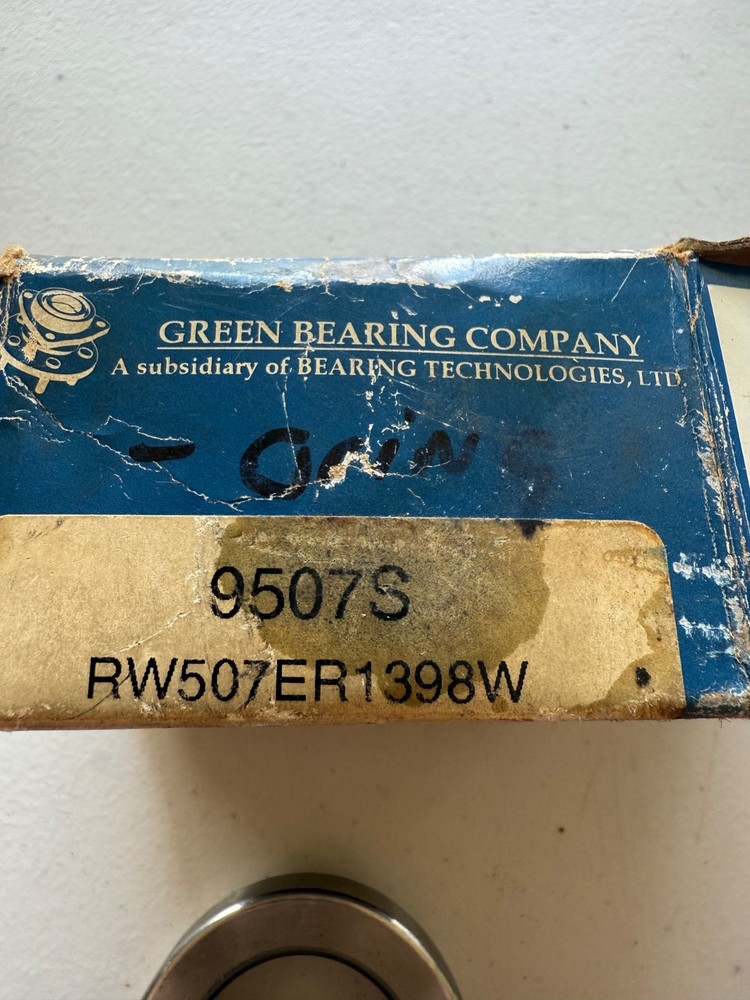 GREEN BEARING COMPANY
A subsidiary of BEARING TECHNOLOGIES, LTD.
9507S
RW507ER1398W